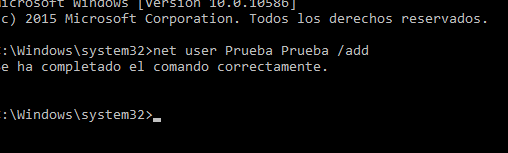 icrosoft Windows [Versión 10.0.10586]
c) 2015 Microsoft Corporation. Todos los derechos reservados.
:\Windows\system32>net user Prueba Prueba /add
e ha completado el comando correctamente.
:\Windows\system32>